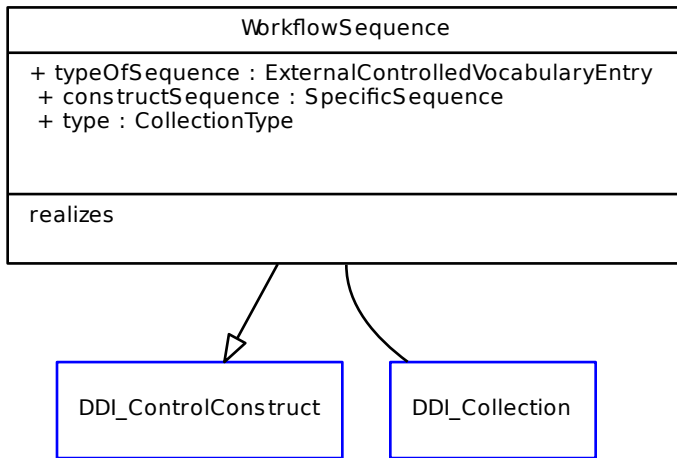 WorkflowSequence
+ typeOfSequence : ExternalControlledVocabularyEntry
+ constructSequence : SpecificSequence
+ type : CollectionType
realizes
DDI_ControlConstruct
DDI_Collection